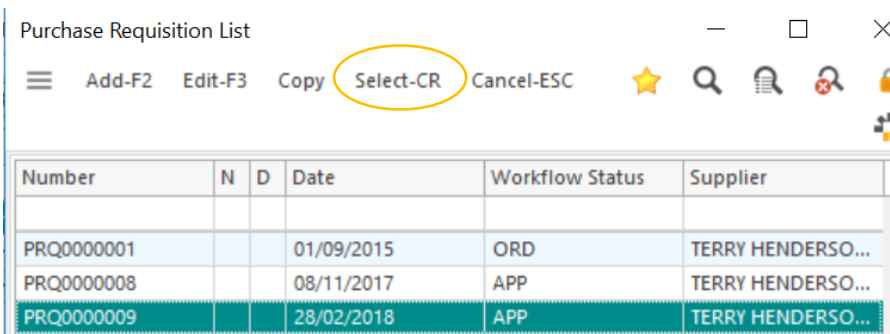 Purchase Requisition List
Add-F2 Edit-F3 Copy Select-CR Cancel-ESC
Number N D Date Workflow Status Supplier
PRQ0000001 01/09/2015 ORD TERRY HENDERSO...
PRQ0000008 08/11/2017 APP TERRY HENDERSO...
PRQ0000009 28/02/2018 APP TERRY HENDERSO...